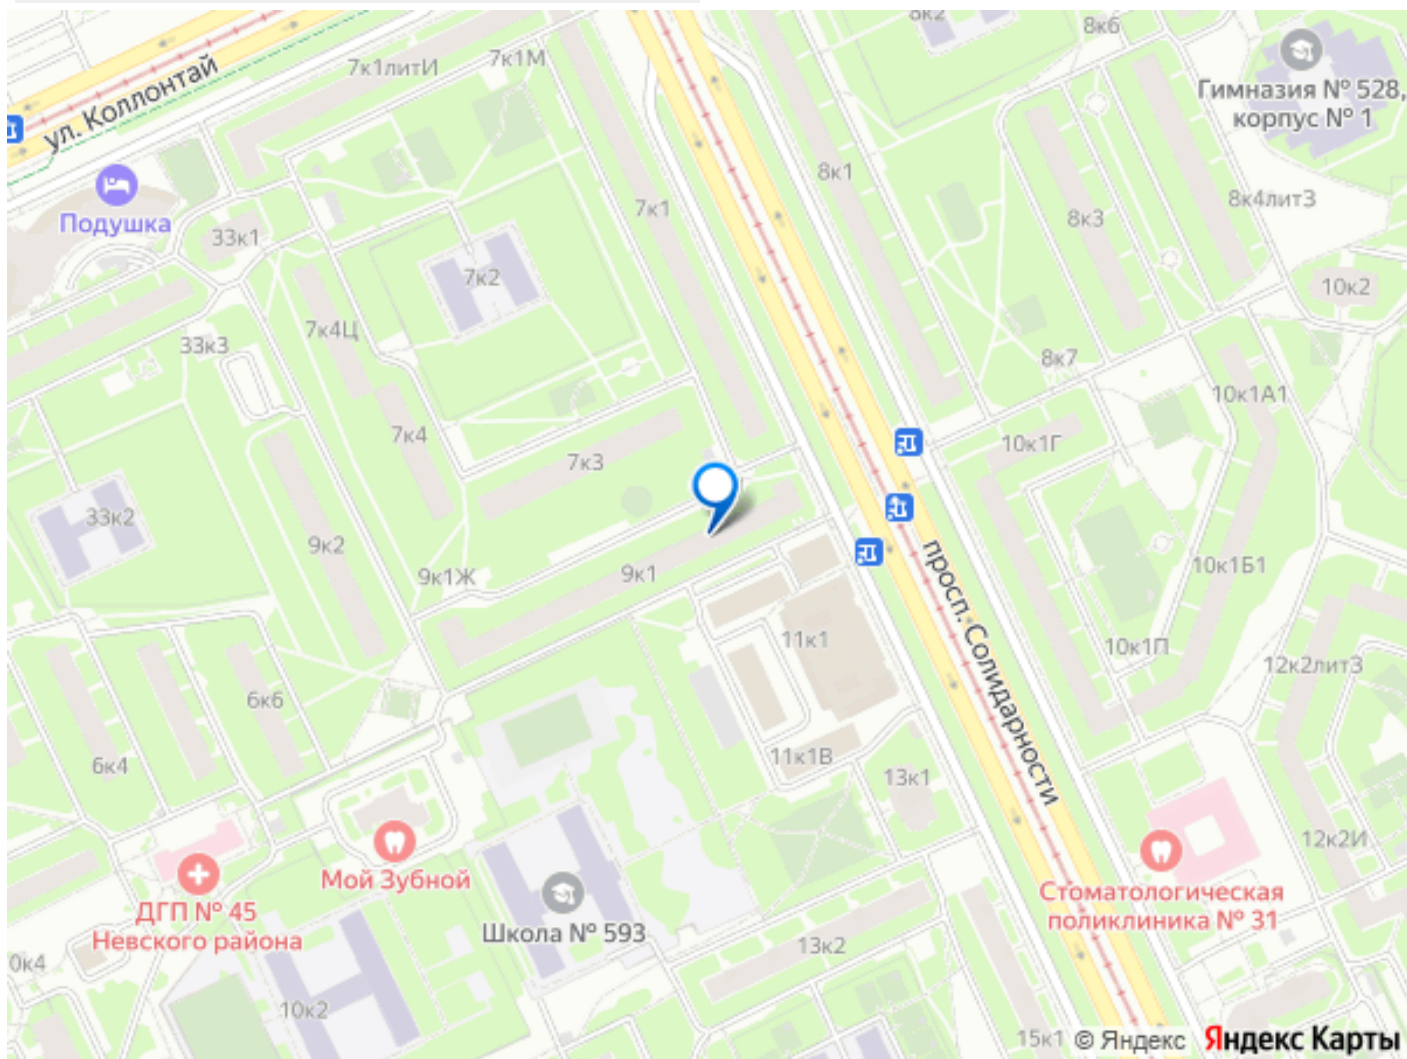 8к2
8к6
7к1литИ
7к1М
ул. Коллонтай
Гимназия № 528,
корпус № 1
8к1
Подушка
7к1
8к3
8к4литЗ
33к1
7к2
10к2
7к4Ц
33к3
8к7
10к1А1
7к4
7к3
10к1Г
33к2
9к2
9к1Ж
9к1
просп. Солидарности
10к1Б1
11к1
10к1П
12к2литЗ
6к6
6к4
11к1В
13к1
12к2И
Мой Зубной
Стоматологическая
поликлиника № 31
ДГП № 45
Невского района
Школа № 593
13к2
0к4
10к2
15к1
© Яндекс
Яндекс Карты